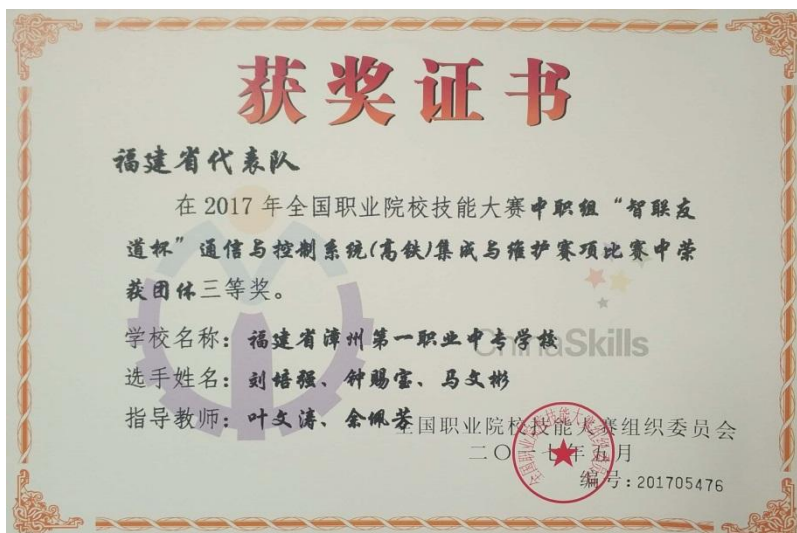 获奖证书
福建省代表队
在2017年全国职业院校技能大赛中职组“智联友
道杯”通信与控制系统(高铁)集成与维护赛项比赛中荣
获团体三等奖。
ChinaSkills
学校名称：福建省漳州第一职业中专学校
选手姓名：刘培强、钟赐宝、马文彬
指导教师：叶文涛、余佩芳
全国职业院校技能大赛组织委员会
二〇一七年五月
编号：201705476